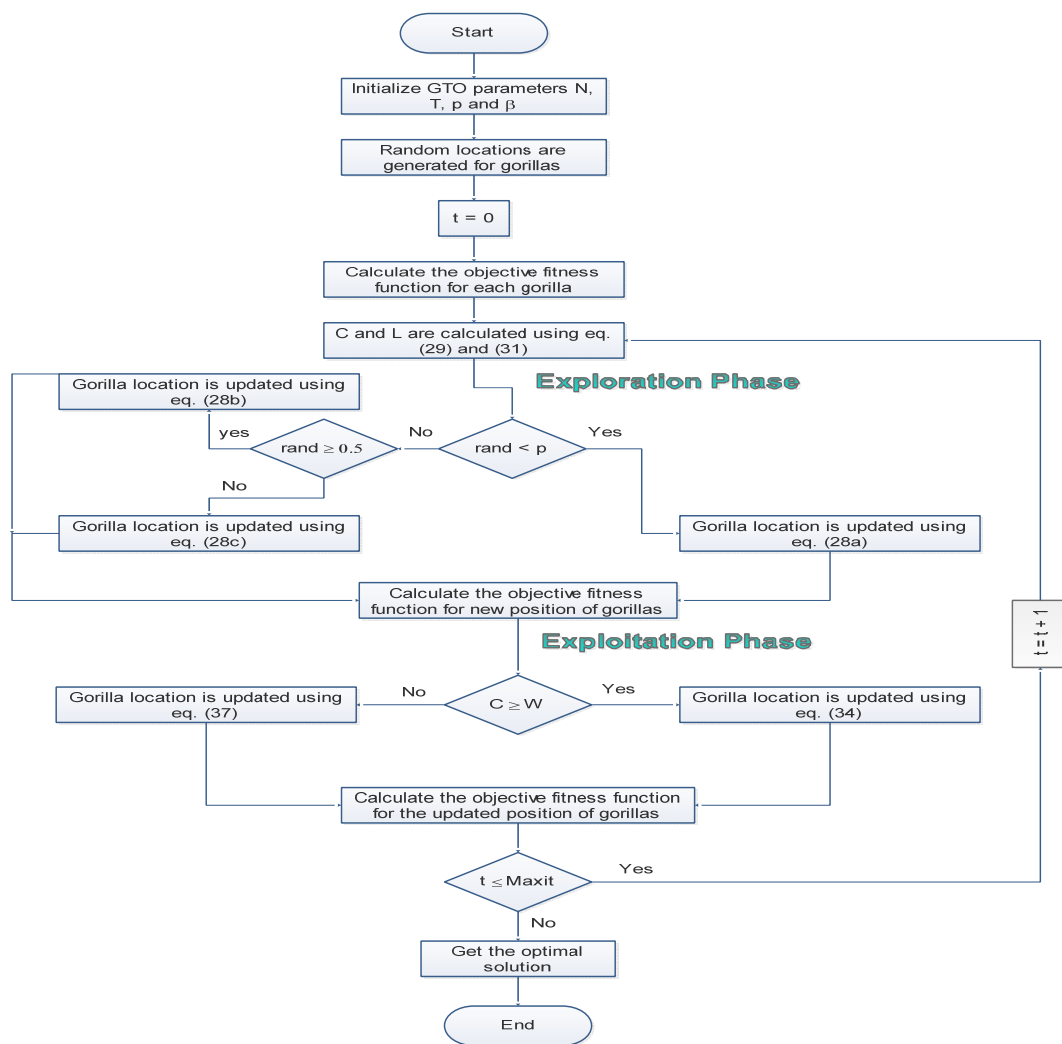 Start
Initialize GTO parameters N,
T, p and β
Random locations are
generated for gorillas
t = 0
Calculate the objective fitness
function for each gorilla
C and L are calculated using eq.
(29) and (31)
Exploration Phase
Gorilla location is updated using
eq. (28b)
yes
rand ≥ 0.5
No
rand < p
Yes
No
Gorilla location is updated using
eq. (28c)
Gorilla location is updated using
eq. (28a)
Calculate the objective fitness
function for new position of gorillas
t = t + 1
Exploitation Phase
Gorilla location is updated using
eq. (37)
No
C ≥ W
Yes
Gorilla location is updated using
eq. (34)
Calculate the objective fitness function
for the updated position of gorillas
t ≤ Maxit
Yes
No
Get the optimal
solution
End